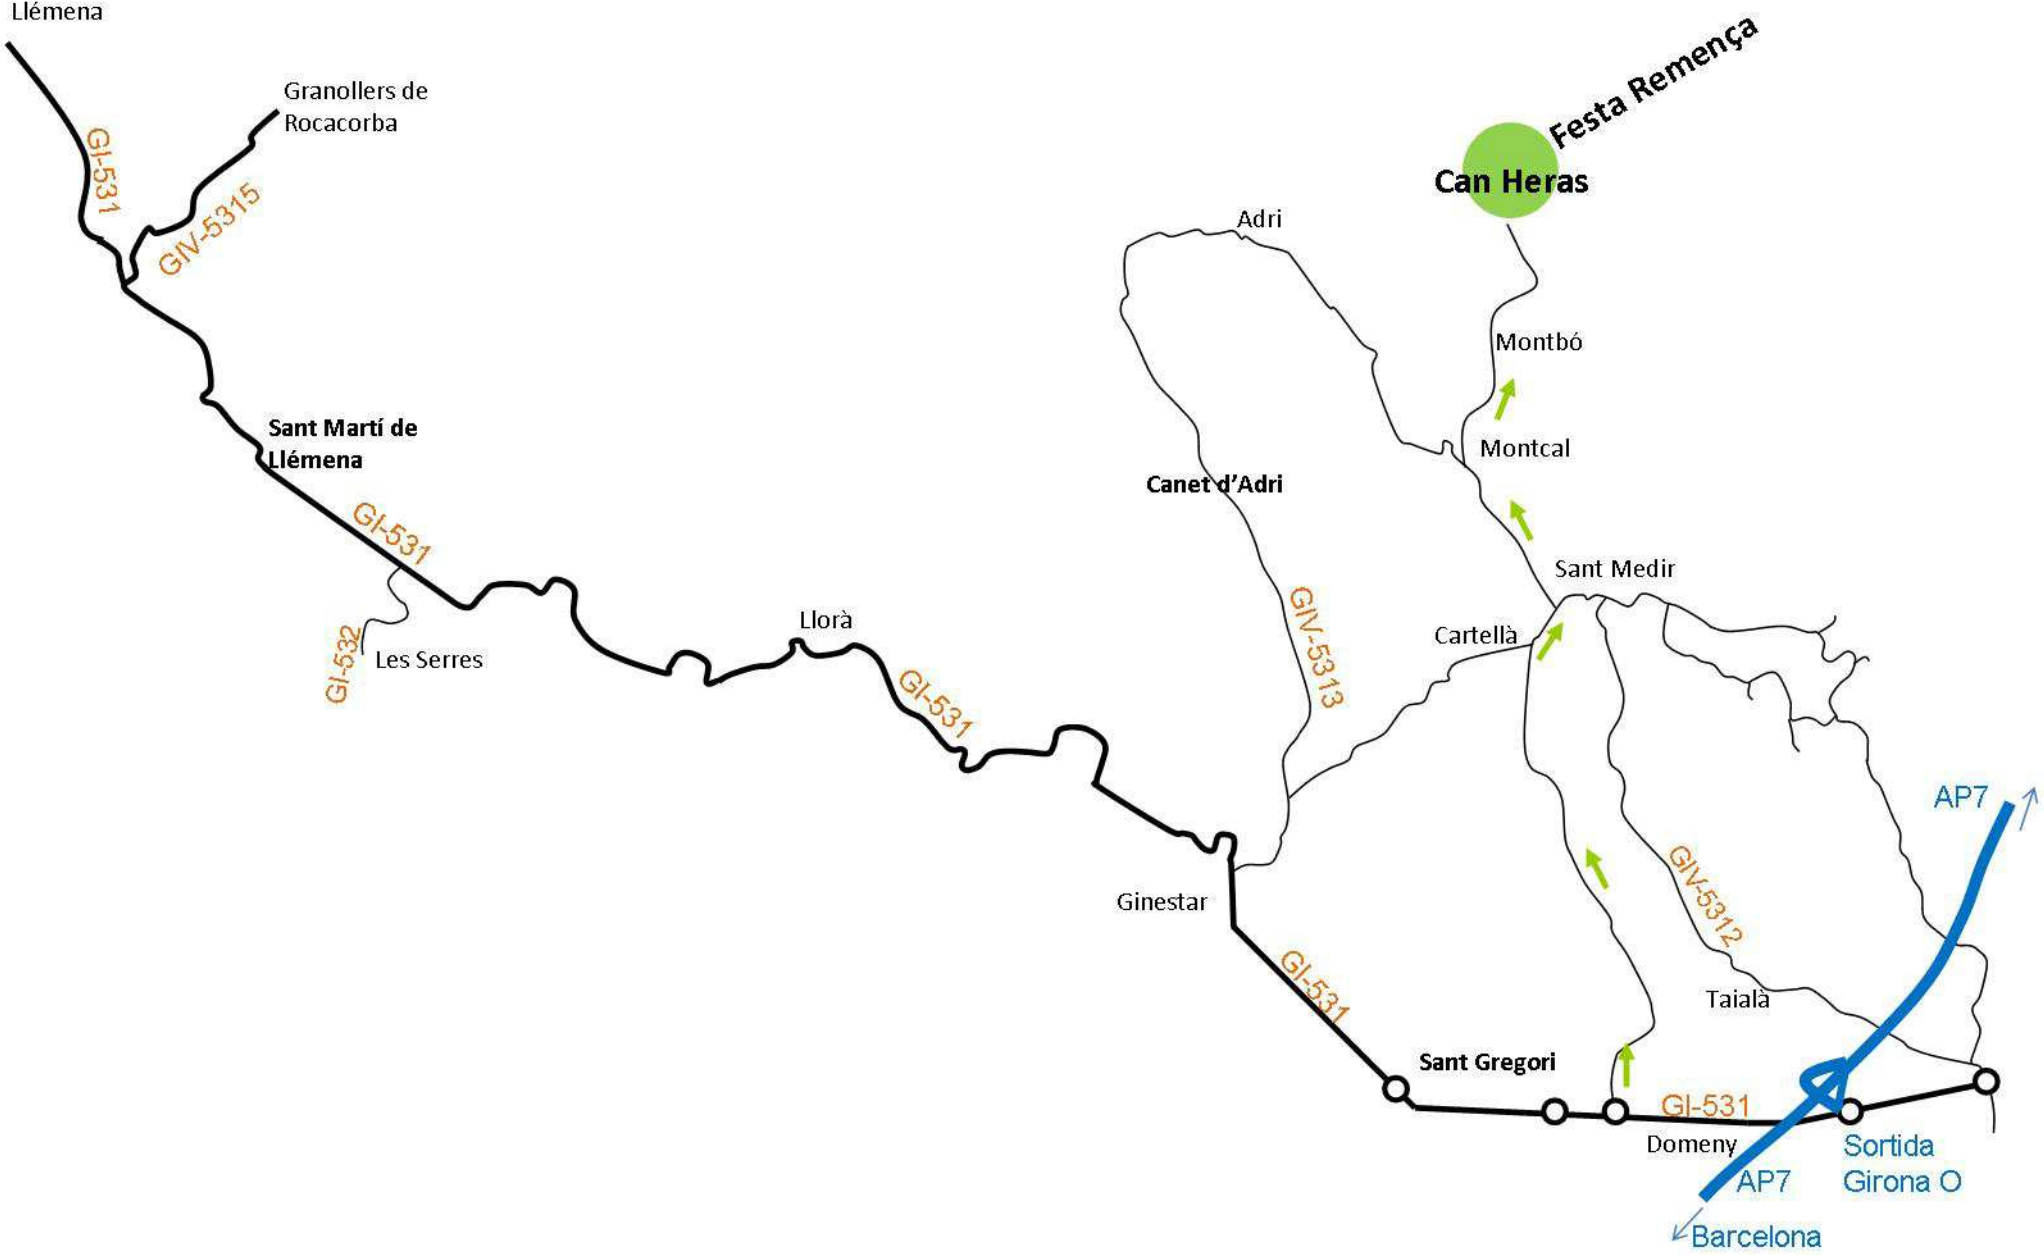 Llémena
Festa Remença
Granollers de
Rocacorba
GI-531
Can Heras
GIV-5315
Adri
Montbó
Sant Martí de
Llémena
Montcal
Canet d'Adri
GI-531
Sant Medir
Llorà
Cartellà
GIV-5313
GI-532
Les Serres
GI-531
AP7
GIV-5312
Ginestar
GI-531
Taialà
Sant Gregori
GI-531
Domeny
Sortida
Girona O
AP7
Barcelona